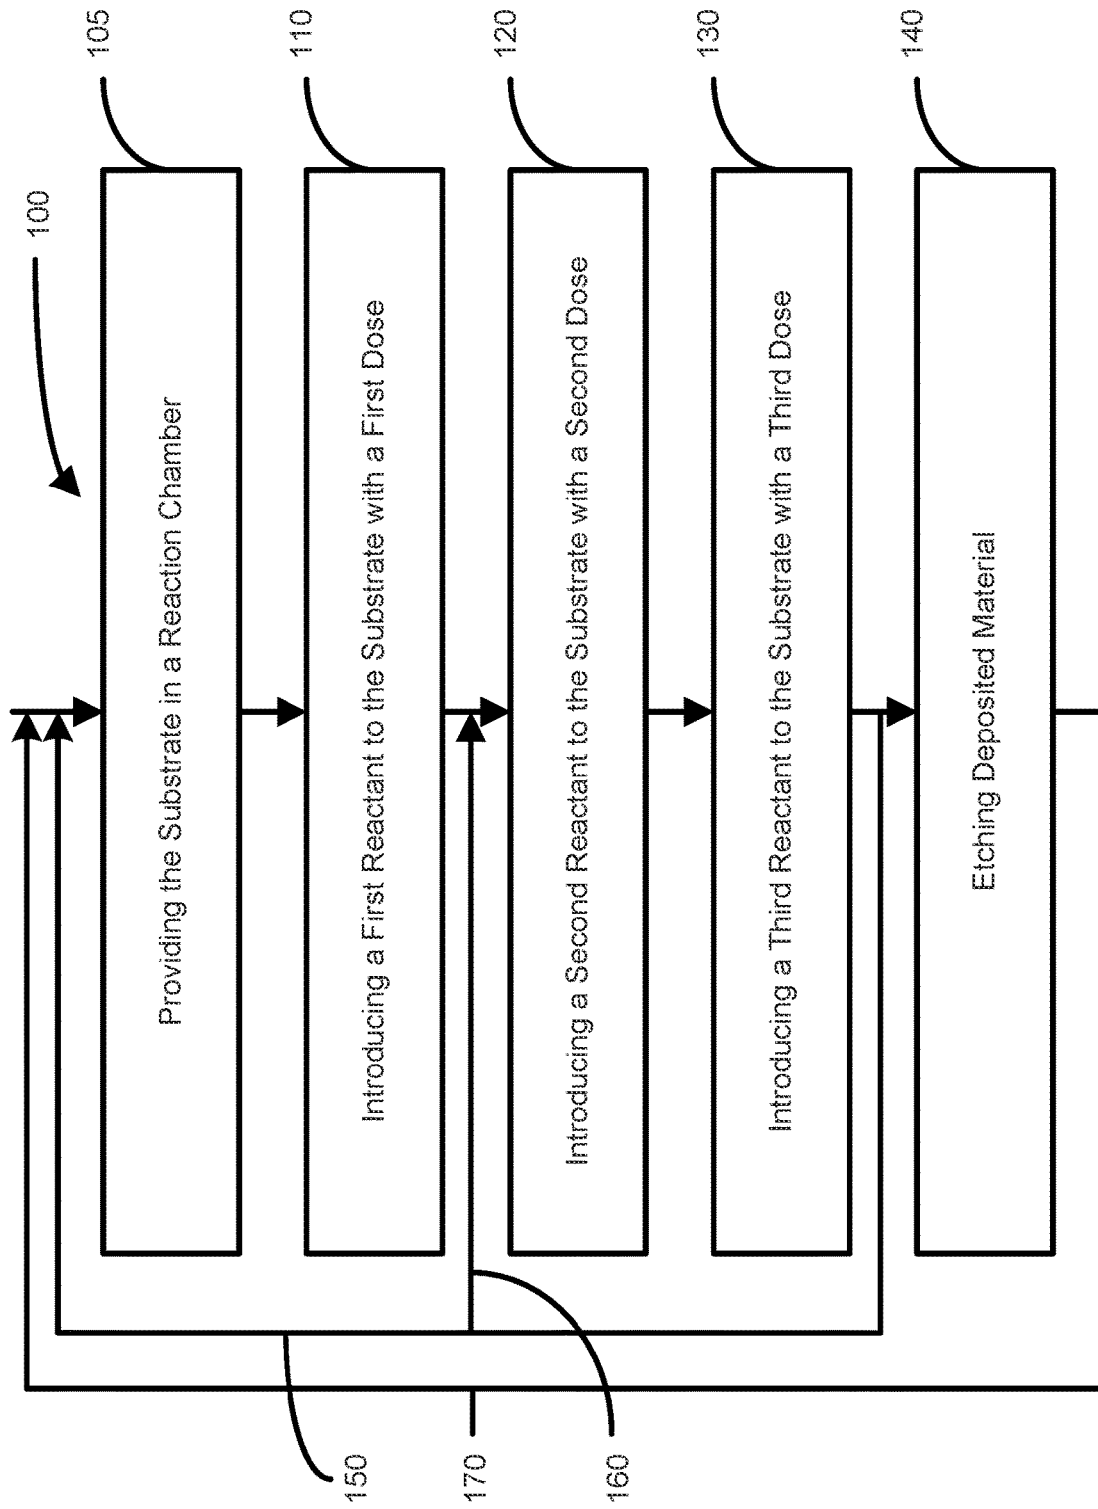 100
105
Providing the Substrate in a Reaction Chamber
110
Introducing a First Reactant to the Substrate with a First Dose
120
Introducing a Second Reactant to the Substrate with a Second Dose
130
Introducing a Third Reactant to the Substrate with a Third Dose
140
Etching Deposited Material
150
170
160